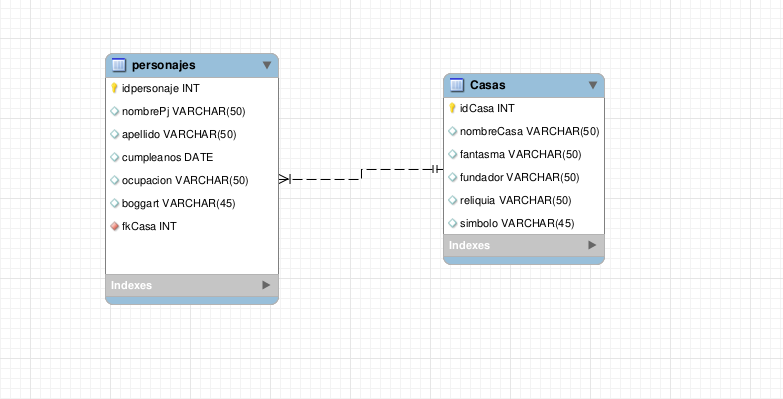 personajes
idpersonaje INT
nombrePj VARCHAR(50)
apellido VARCHAR(50)
cumpleanos DATE
ocupacion VARCHAR(50)
boggart VARCHAR(45)
fkCasa INT
Indexes
Casas
idCasa INT
nombreCasa VARCHAR(50)
fantasma VARCHAR(50)
fundador VARCHAR(50)
reliquia VARCHAR(50)
simbolo VARCHAR(45)
Indexes